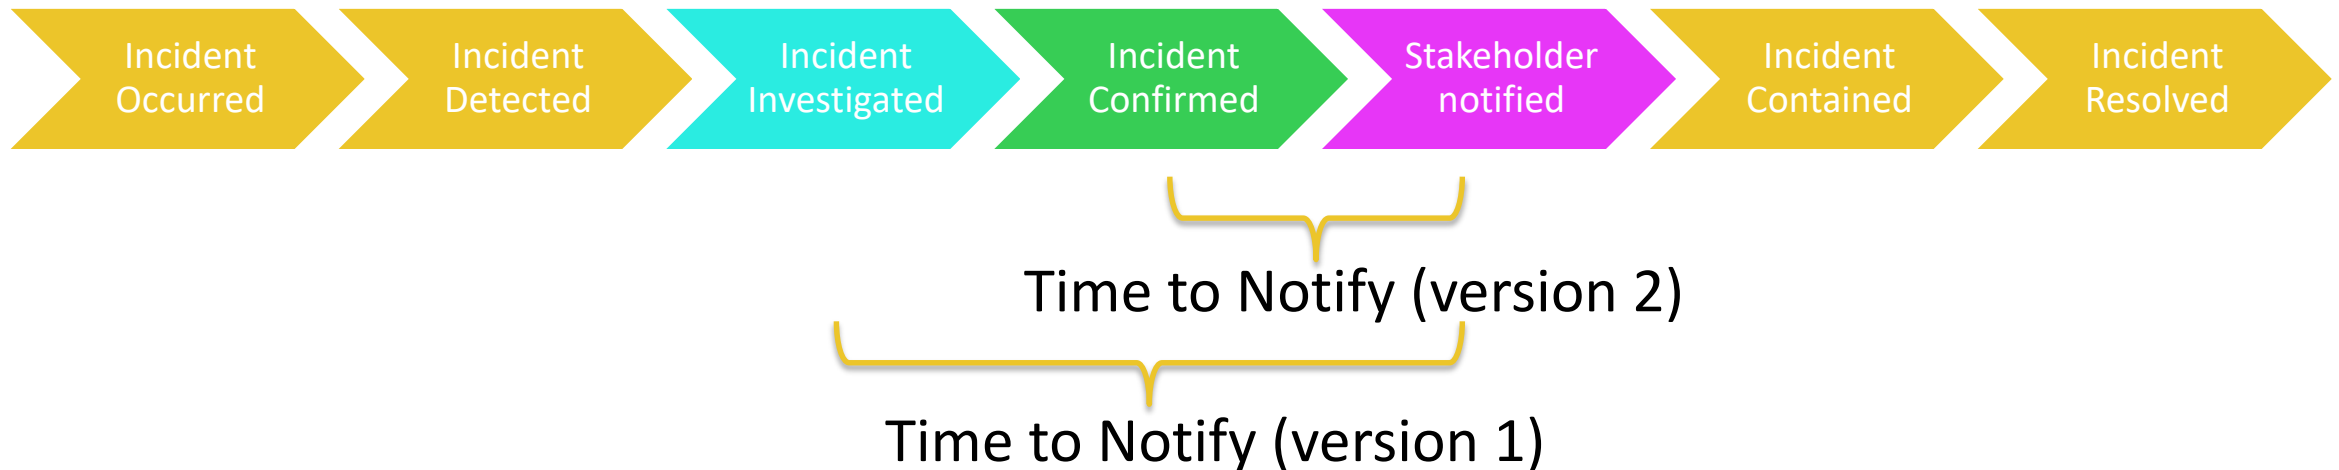 Incident
Occurred
Incident
Detected
Incident
Investigated
Incident
Confirmed
Stakeholder
notified
Incident
Contained
Incident
Resolved
Time to Notify (version 2)
Time to Notify (version 1)